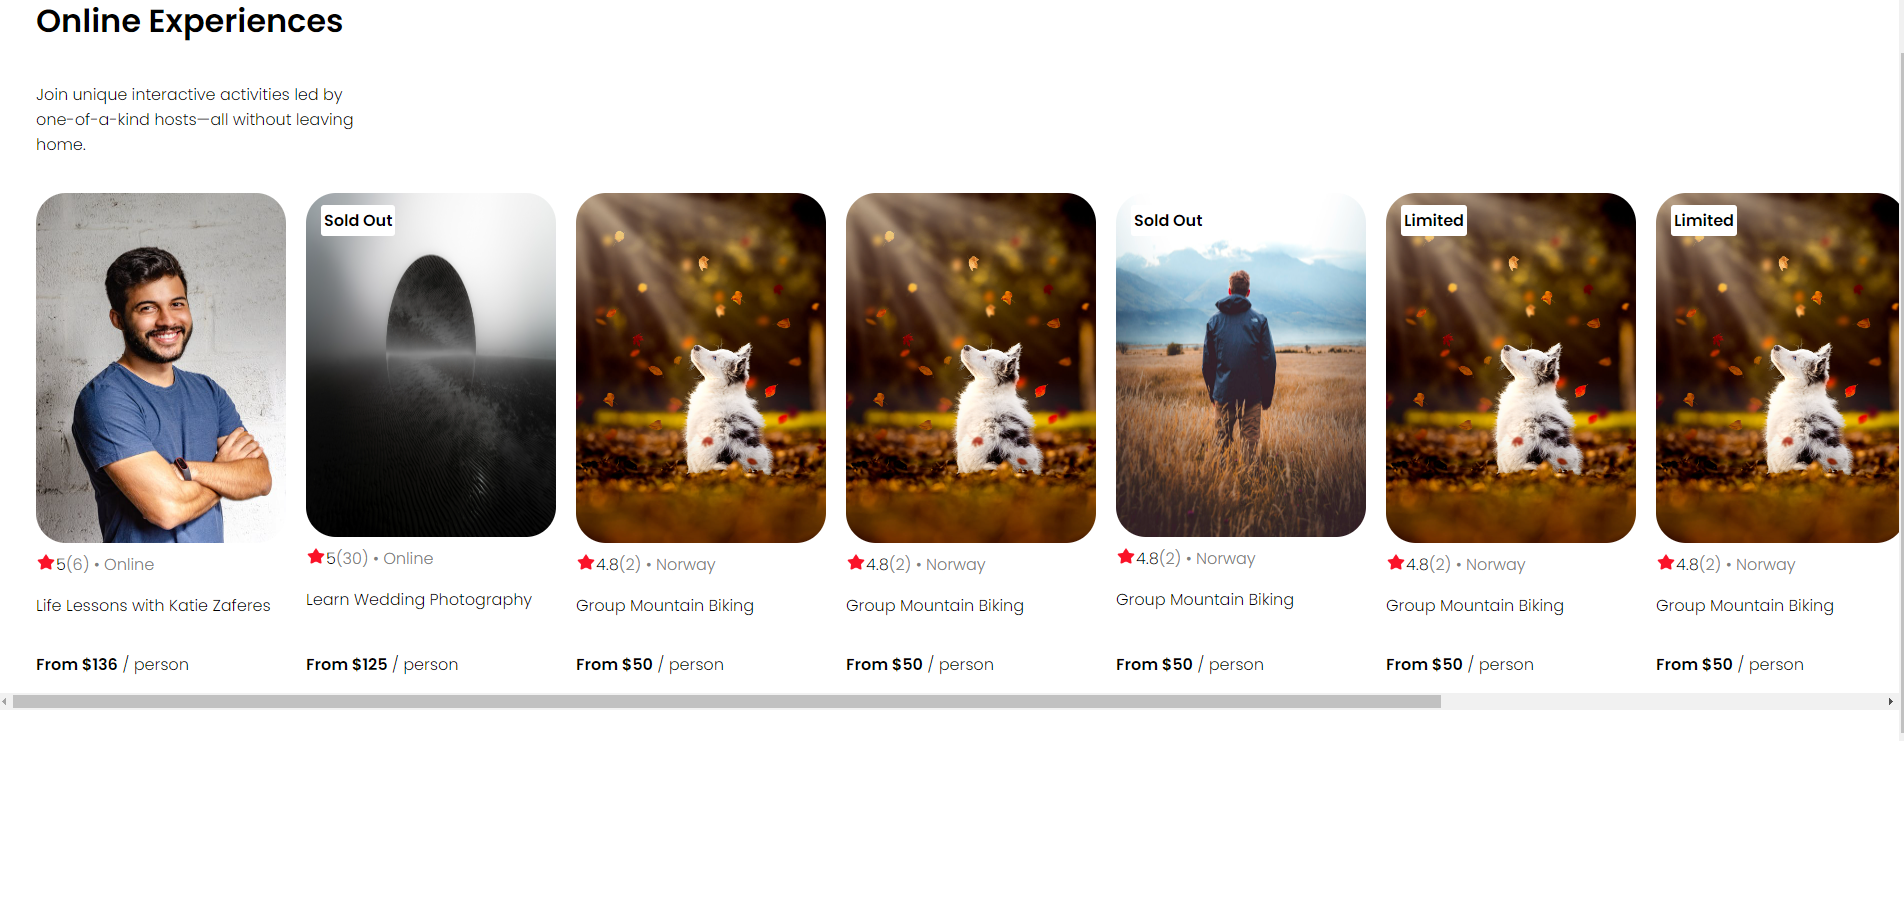 Online Experiences
Join unique interactive activities led by
one-of-a-kind hosts—all without leaving
home.
Sold Out
Sold Out
Limited
Limited
5(6) • Online
5(30) • Online
4.8(2) • Norway
4.8(2) • Norway
4.8(2) • Norway
4.8(2) • Norway
4.8(2) • Norway
Life Lessons with Katie Zaferes
Learn Wedding Photography
Group Mountain Biking
Group Mountain Biking
Group Mountain Biking
Group Mountain Biking
Group Mountain Biking
From $136 / person
From $125 / person
From $50 / person
From $50 / person
From $50 / person
From $50 / person
From $50 / person